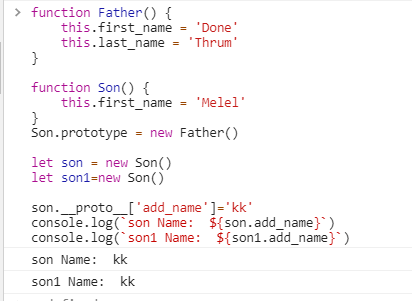 > function Father() {
this.first_name = 'Done'
this.last_name = 'Thrum'
}
function Son() {
this.first_name = 'Melel'
}
Son.prototype = new Father()
let son = new Son()
let son1=new Son()
son.__proto__['add_name']='kk'
console.log(`son Name:  ${son.add_name}`)
console.log(`son1 Name:  ${son1.add_name}`)
son Name:  kk
son1 Name:  kk